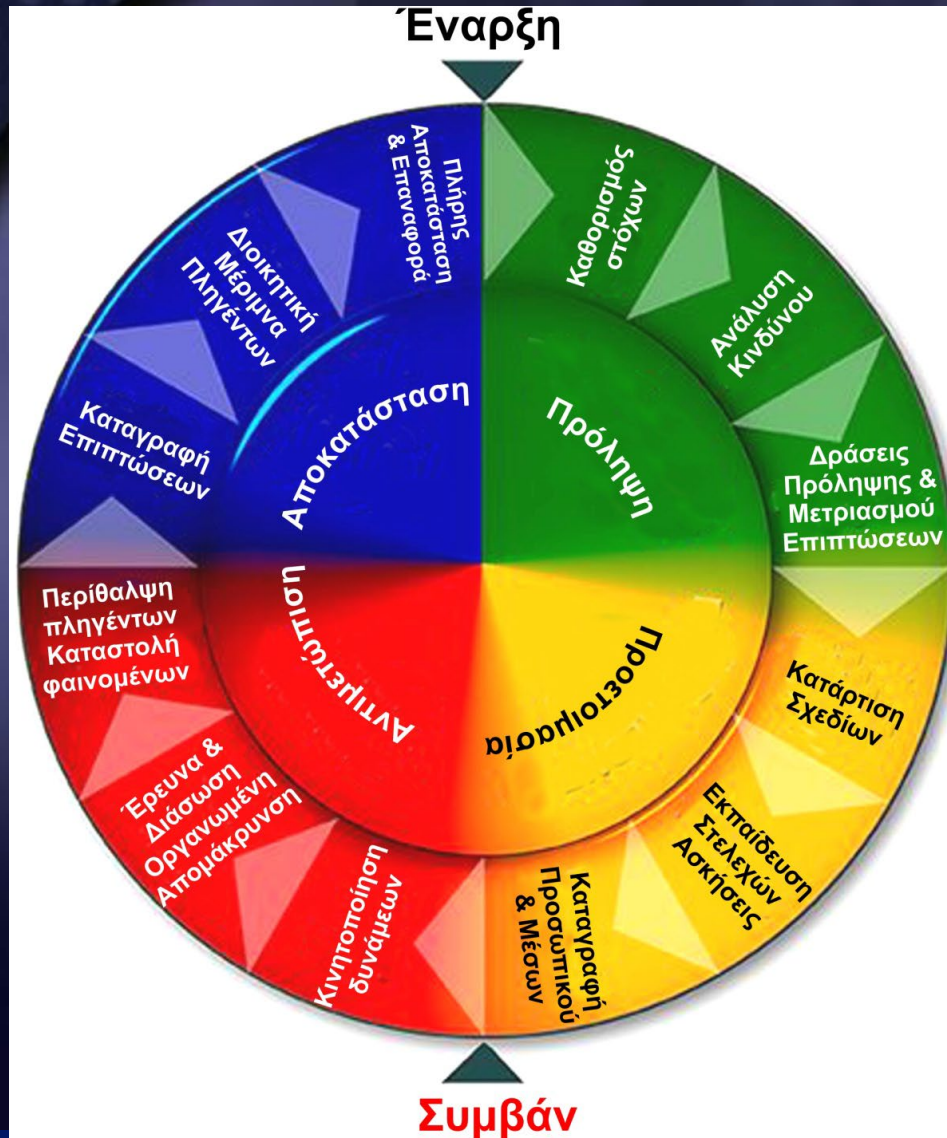 Έναρξη
Καθορισμός
στόχων
Ανάλυση
Κινδύνου
Δράσεις
Πρόληψης &
Μετριασμού
Επιπτώσεων
Κατάρτιση
Σχεδίων
Εκπαίδευση
Στελεχών
Ασκήσεις
Καταγραφή
Προσωπικού
& Μέσων
Συμβάν
Κινητοποίηση
δυνάμεων
Έρευνα &
Διάσωση
Οργανωμένη
Απομάκρυνση
Περίθαλψη
πληγέντων
Καταστολή
φαινομένων
Καταγραφή
Επιπτώσεων
Διοικητική
Μέριμνα
Πληγέντων
Πλήρης
Αποκατάσταση
& Επαναφορά
Πρόληψη
Προετοιμασία
Αντιμετώπιση
Αποκατάσταση